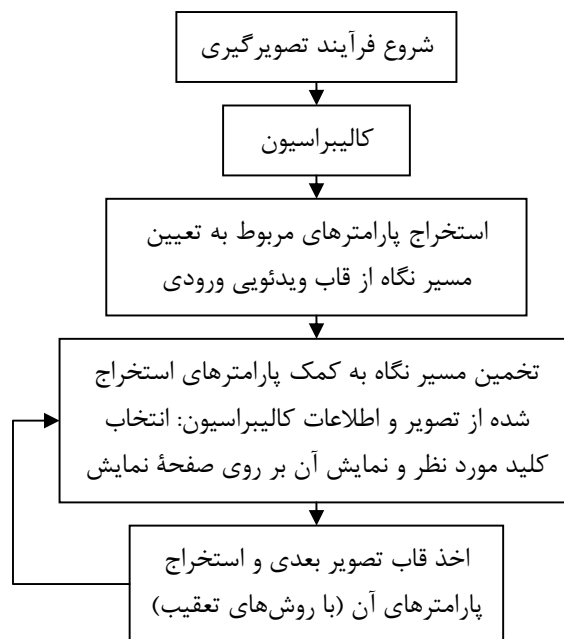 شروع فرآیند تصویرگیری
کالیبراسیون
استخراج پارامترهای مربوط به تعیین
مسیر نگاه از قاب ویدئویی ورودی
تخمین مسیر نگاه به کمک پارامترهای استخراج
شده از تصویر و اطلاعات کالیبراسیون: انتخاب
کلید مورد نظر و نمایش آن بر روی صفحهٔ نمایش
اخذ قاب تصویر بعدی و استخراج
پارامترهای آن (با روش‌های تعقیب)